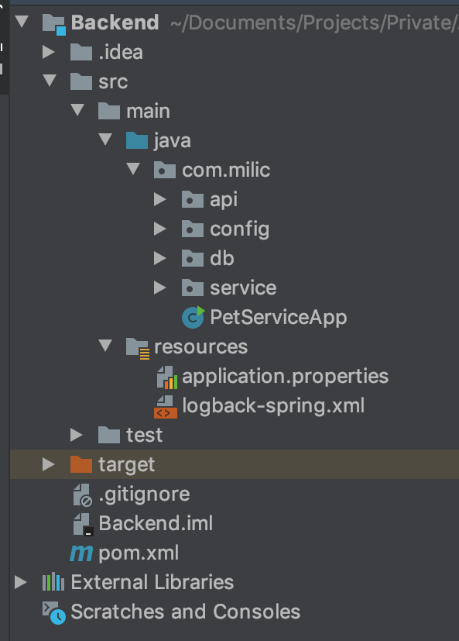 Backend ~/Documents/Projects/Private/
.idea
src
main
java
com.milic
api
config
db
service
PetServiceApp
resources
application.properties
logback-spring.xml
test
target
.gitignore
Backend.iml
pom.xml
External Libraries
Scratches and Consoles